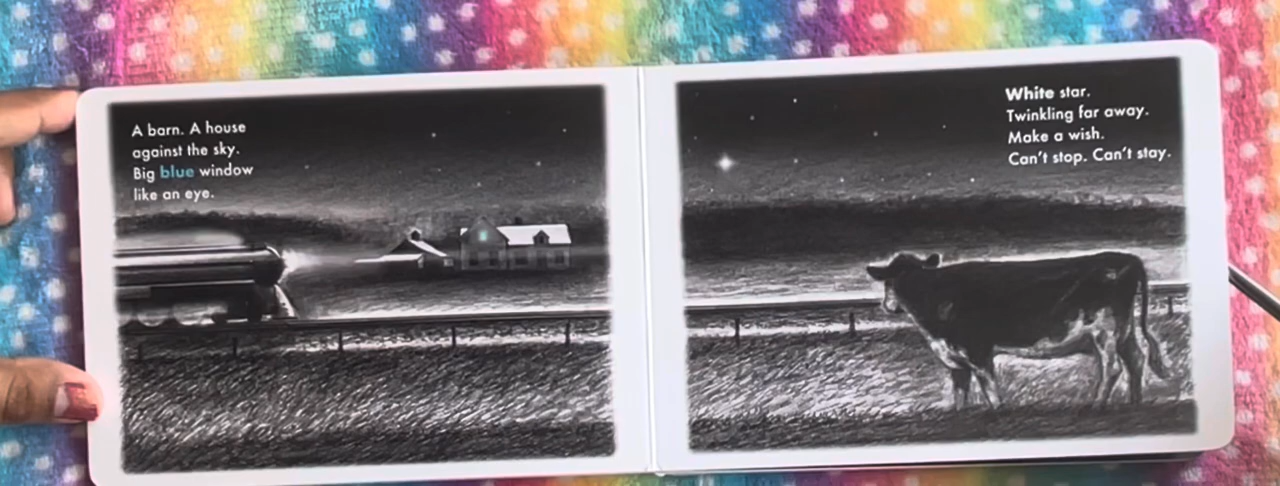 A barn. A house
against the sky.
Big blue window
like an eye.
White star.
Twinkling far away.
Make a wish.
Can't stop. Can't stay.